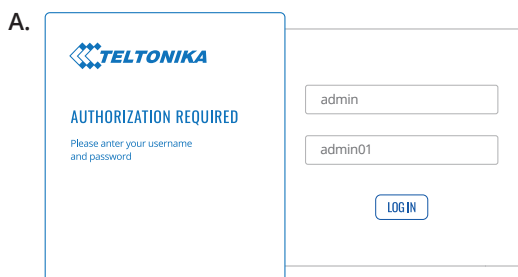 A.
TELTONIKA
AUTHORIZATION REQUIRED
Please anter your username
and password
admin
admin01
LOG IN